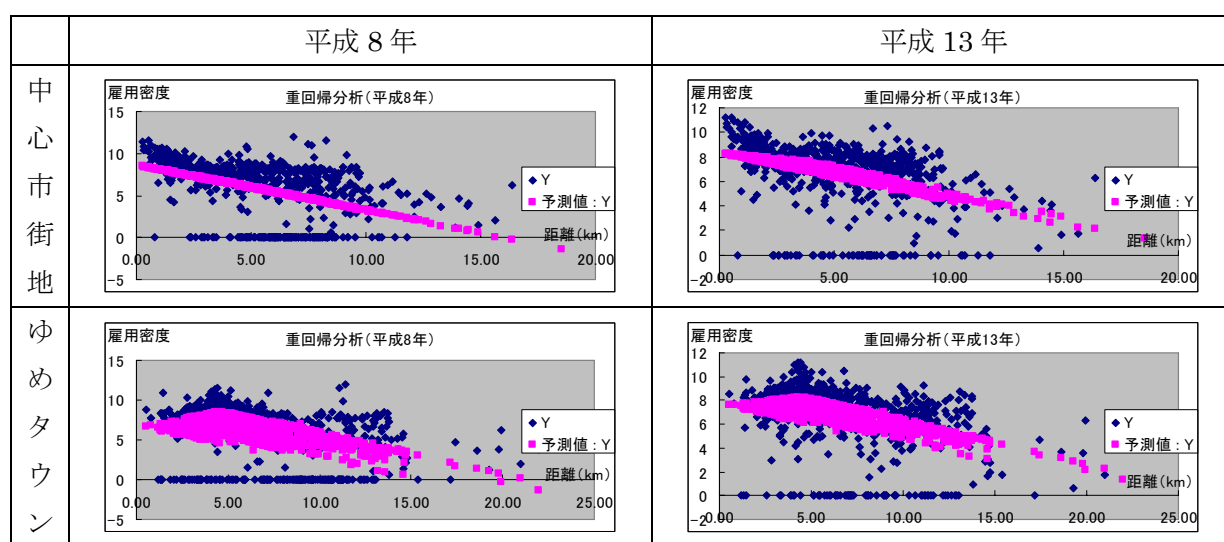 平成 8 年
平成 13 年
中心市街地
雇用密度
重回帰分析(平成8年)
15
10
5
0
-5
0.00
5.00
10.00
15.00
20.00
距離(km)
Y
予測値 : Y
雇用密度
重回帰分析(平成13年)
12
10
8
6
4
2
0
-2
0.00
5.00
10.00
15.00
20.00
距離(km)
Y
予測値 : Y
ゆめタウン
雇用密度
重回帰分析(平成8年)
15
10
5
0
-5
0.00
5.00
10.00
15.00
20.00
25.00
距離(km)
Y
予測値 : Y
雇用密度
重回帰分析(平成13年)
12
10
8
6
4
2
0
-2
0.00
5.00
10.00
15.00
20.00
25.00
距離(km)
Y
予測値 : Y